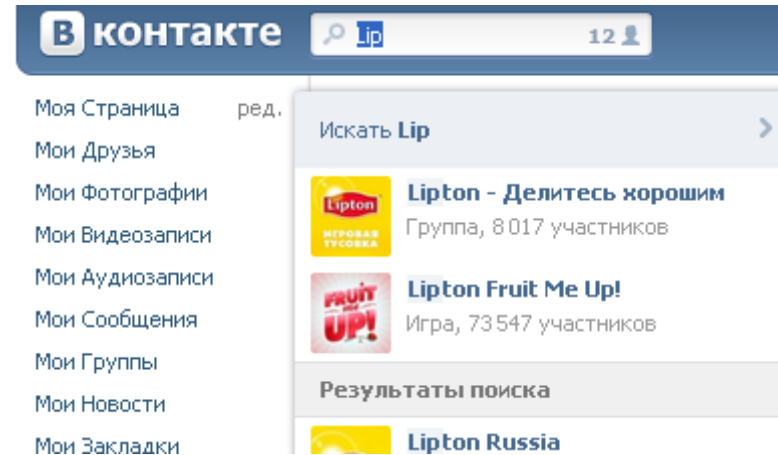 В контакте
Lip
12
Моя Страница
ред.
Мои Друзья
Мои Фотографии
Мои Видеозаписи
Мои Аудиозаписи
Мои Сообщения
Мои Группы
Мои Новости
Мои Закладки
Искать Lip
Lipton
ИГРОВАЯ
ТУСОВКА
Lipton - Делитесь хорошим
Группа, 8 017 участников
FRUIT
me
UP!
Lipton Fruit Me Up!
Игра, 73 547 участников
Результаты поиска
Lipton Russia